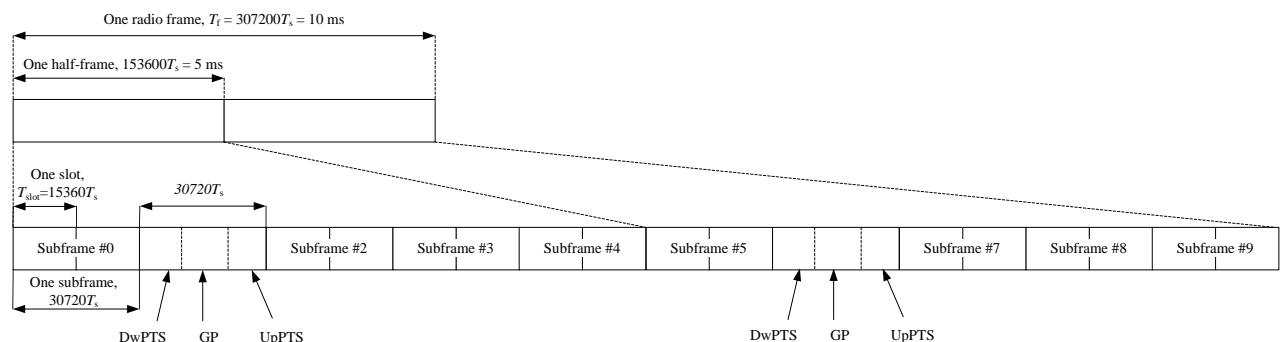 One radio frame, Tf = 307200Ts = 10 ms
One half-frame, 153600Ts = 5 ms
One slot,
Tslot=15360Ts
30720Ts
Subframe #0
Subframe #2
Subframe #3
Subframe #4
Subframe #5
Subframe #7
Subframe #8
Subframe #9
One subframe,
30720Ts
DwPTS
GP
UpPTS
DwPTS
GP
UpPTS